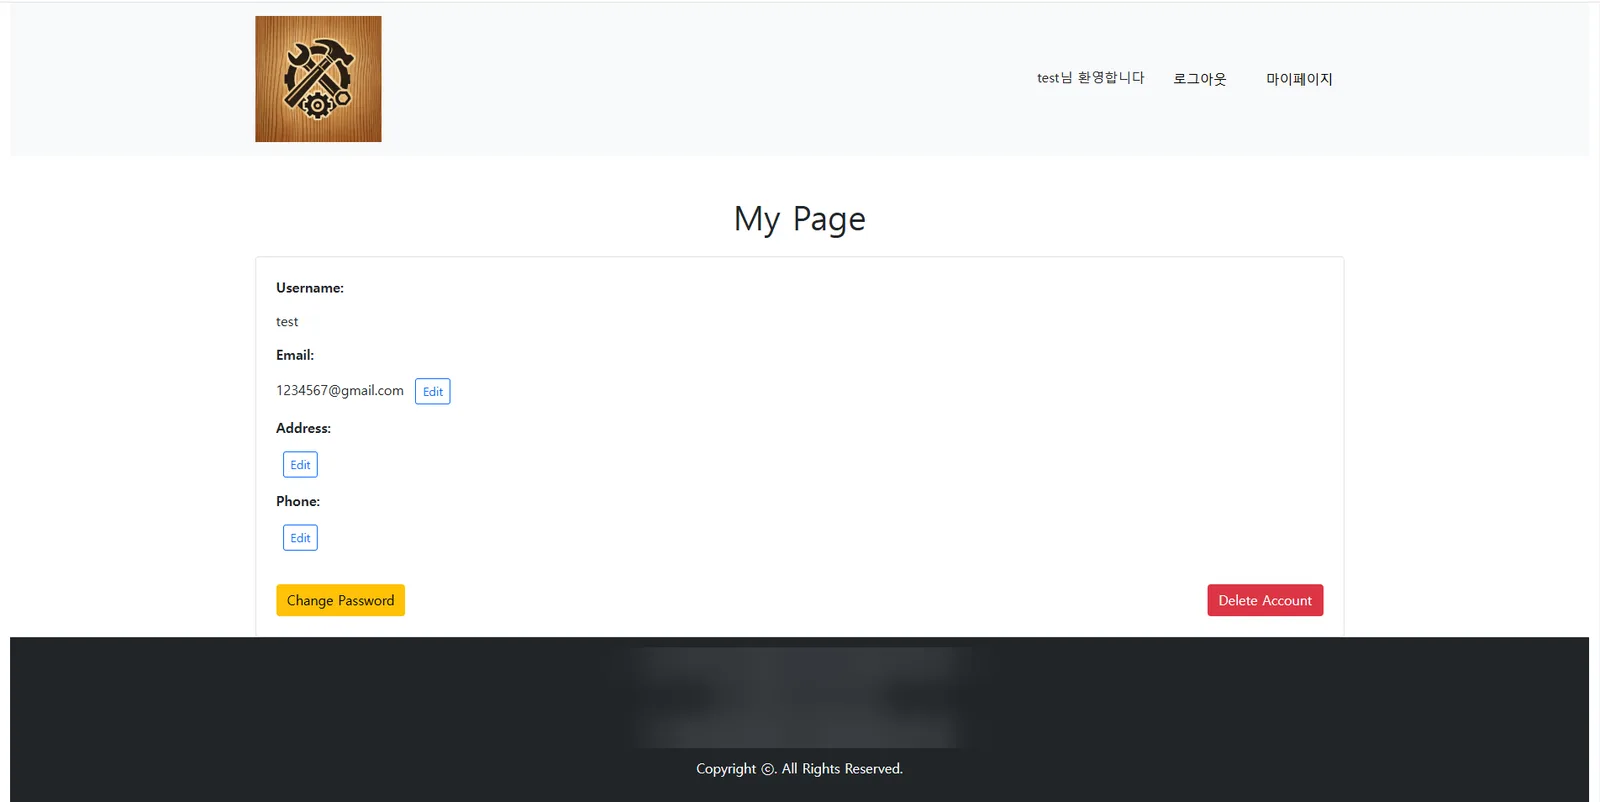 test님 환영합니다 로그아웃 마이페이지
My Page
Username:
test
Email:
1234567@gmail.com Edit
Address:
Edit
Phone:
Edit
Change Password Delete Account
Copyright ⓒ. All Rights Reserved.